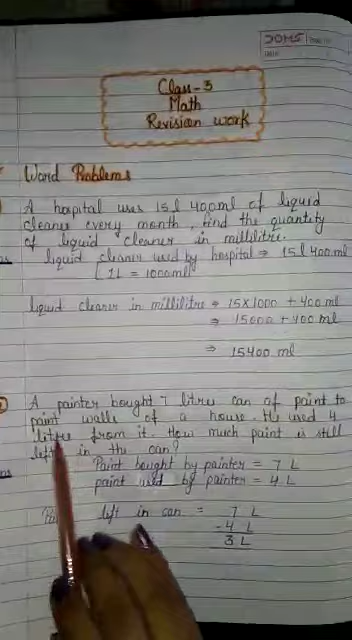 DOMS
Date
Class-3
Math
Revision work
Word Problems
A hospital uses 15l 400ml of liquid
cleaner every month, find the quantity
of liquid cleaner in millilitre.
liquid cleaner used by hospital ⇒ 15l 400ml
[1L = 1000ml]
liquid cleaner in millilitre ⇒ 15×1000 + 400 ml
⇒ 15000 + 400 ml
⇒ 15400 ml
A painter bought 7 litres can of paint to
paint walls of a house. He used 4
litres from it. How much paint is still
left in the can?
Paint bought by painter = 7 L
paint used by painter = 4 L
left in can = 7 L
-4 L
3 L